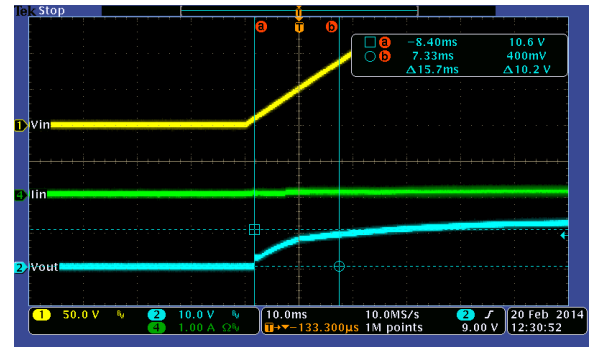 Tek Stop
a T b
a −8.40ms 10.6 V
b 7.33ms 400mV
Δ15.7ms Δ10.2 V
1 Vin
4 Iin
2 Vout
1 50.0 V 2 10.0 V 10.0ms 10.0MS/s 2 20 Feb 2014
4 1.00 A Ω T→▼−133.300µs 1M points 9.00 V 12:30:52